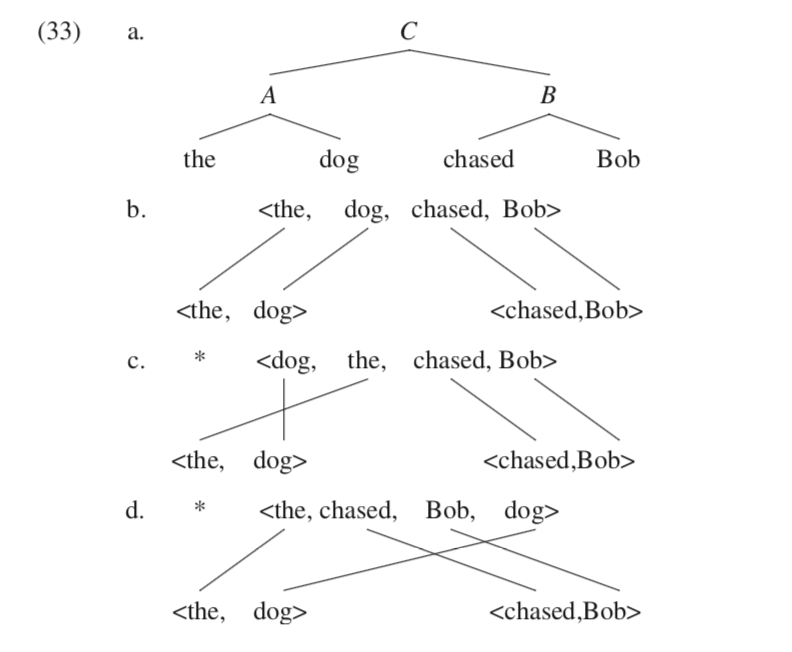 (33) a. C
A B
the dog chased Bob
b. <the, dog, chased, Bob>
<the, dog> <chased,Bob>
c. * <dog, the, chased, Bob>
<the, dog> <chased,Bob>
d. * <the, chased, Bob, dog>
<the, dog> <chased,Bob>